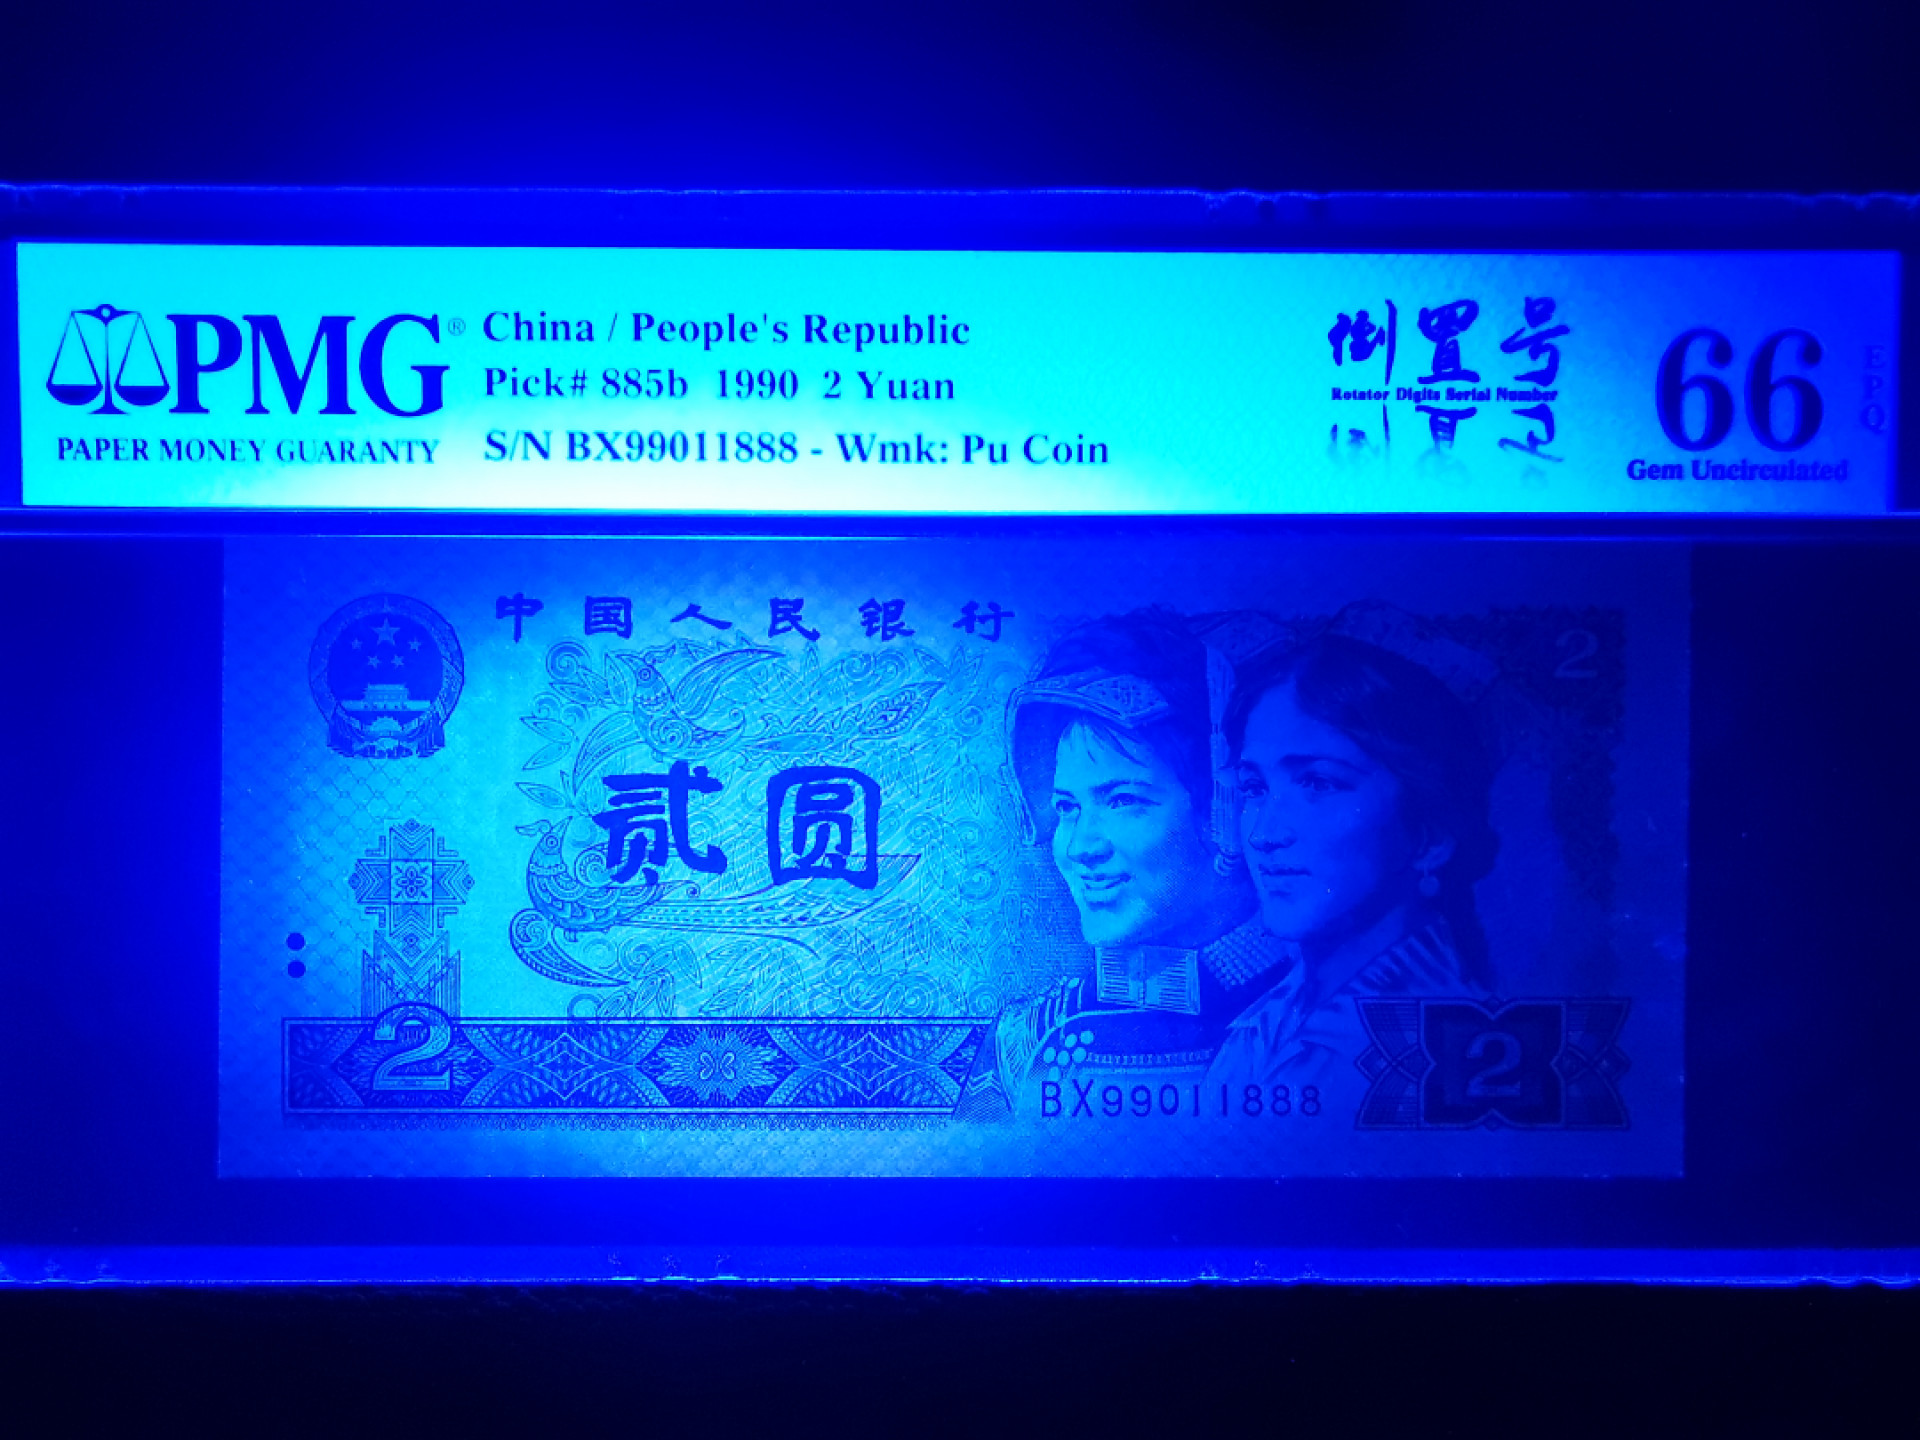 PMG®
PAPER MONEY GUARANTY
China / People's Republic
Pick# 885b 1990 2 Yuan
S/N BX99011888 - Wmk: Pu Coin
倒置号
Rotator Digits Serial Number
66
EPQ
Gem Uncirculated
中国人民银行
2
贰圆
2
2
BX99011888